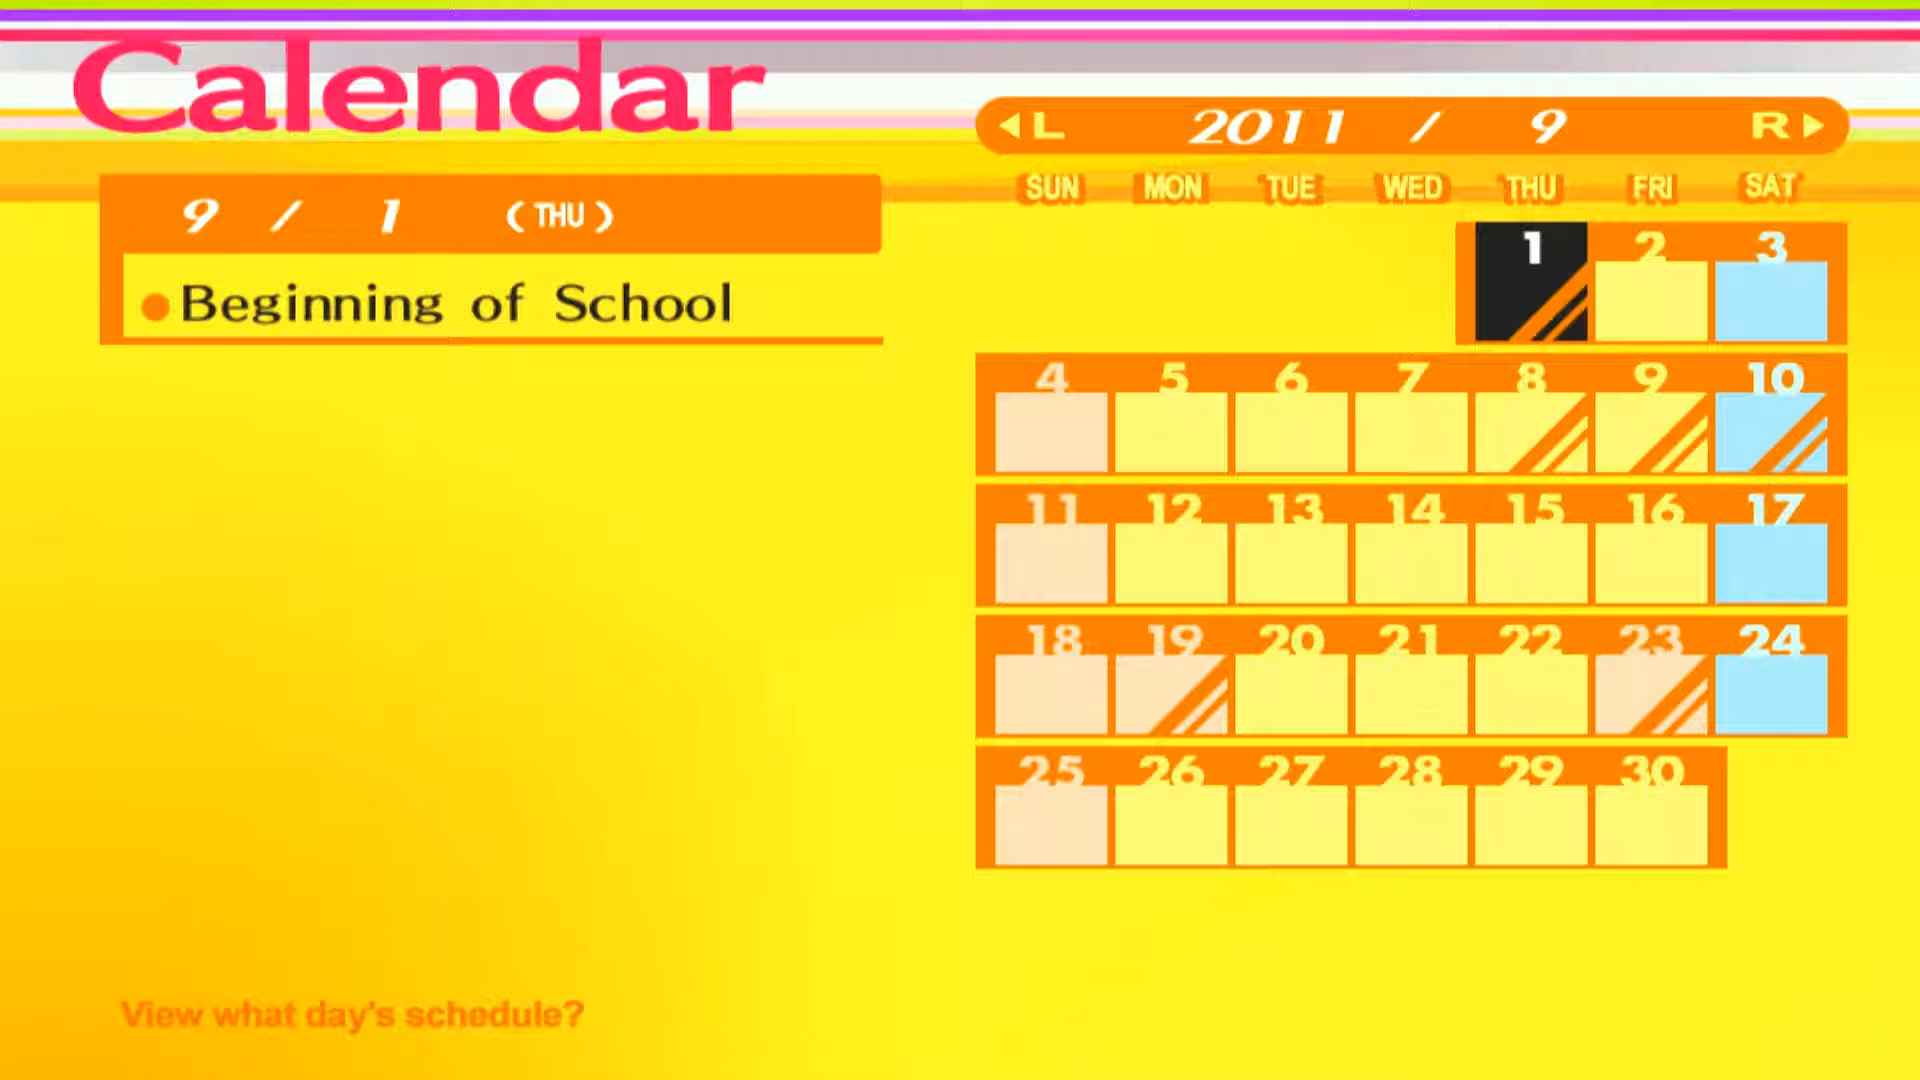 Calendar
◀L 2011 / 9 R▶
SUN MON TUE WED THU FRI SAT
9 / 1 (THU)
●Beginning of School
1 2 3
4 5 6 7 8 9 10
11 12 13 14 15 16 17
18 19 20 21 22 23 24
25 26 27 28 29 30
View what day's schedule?